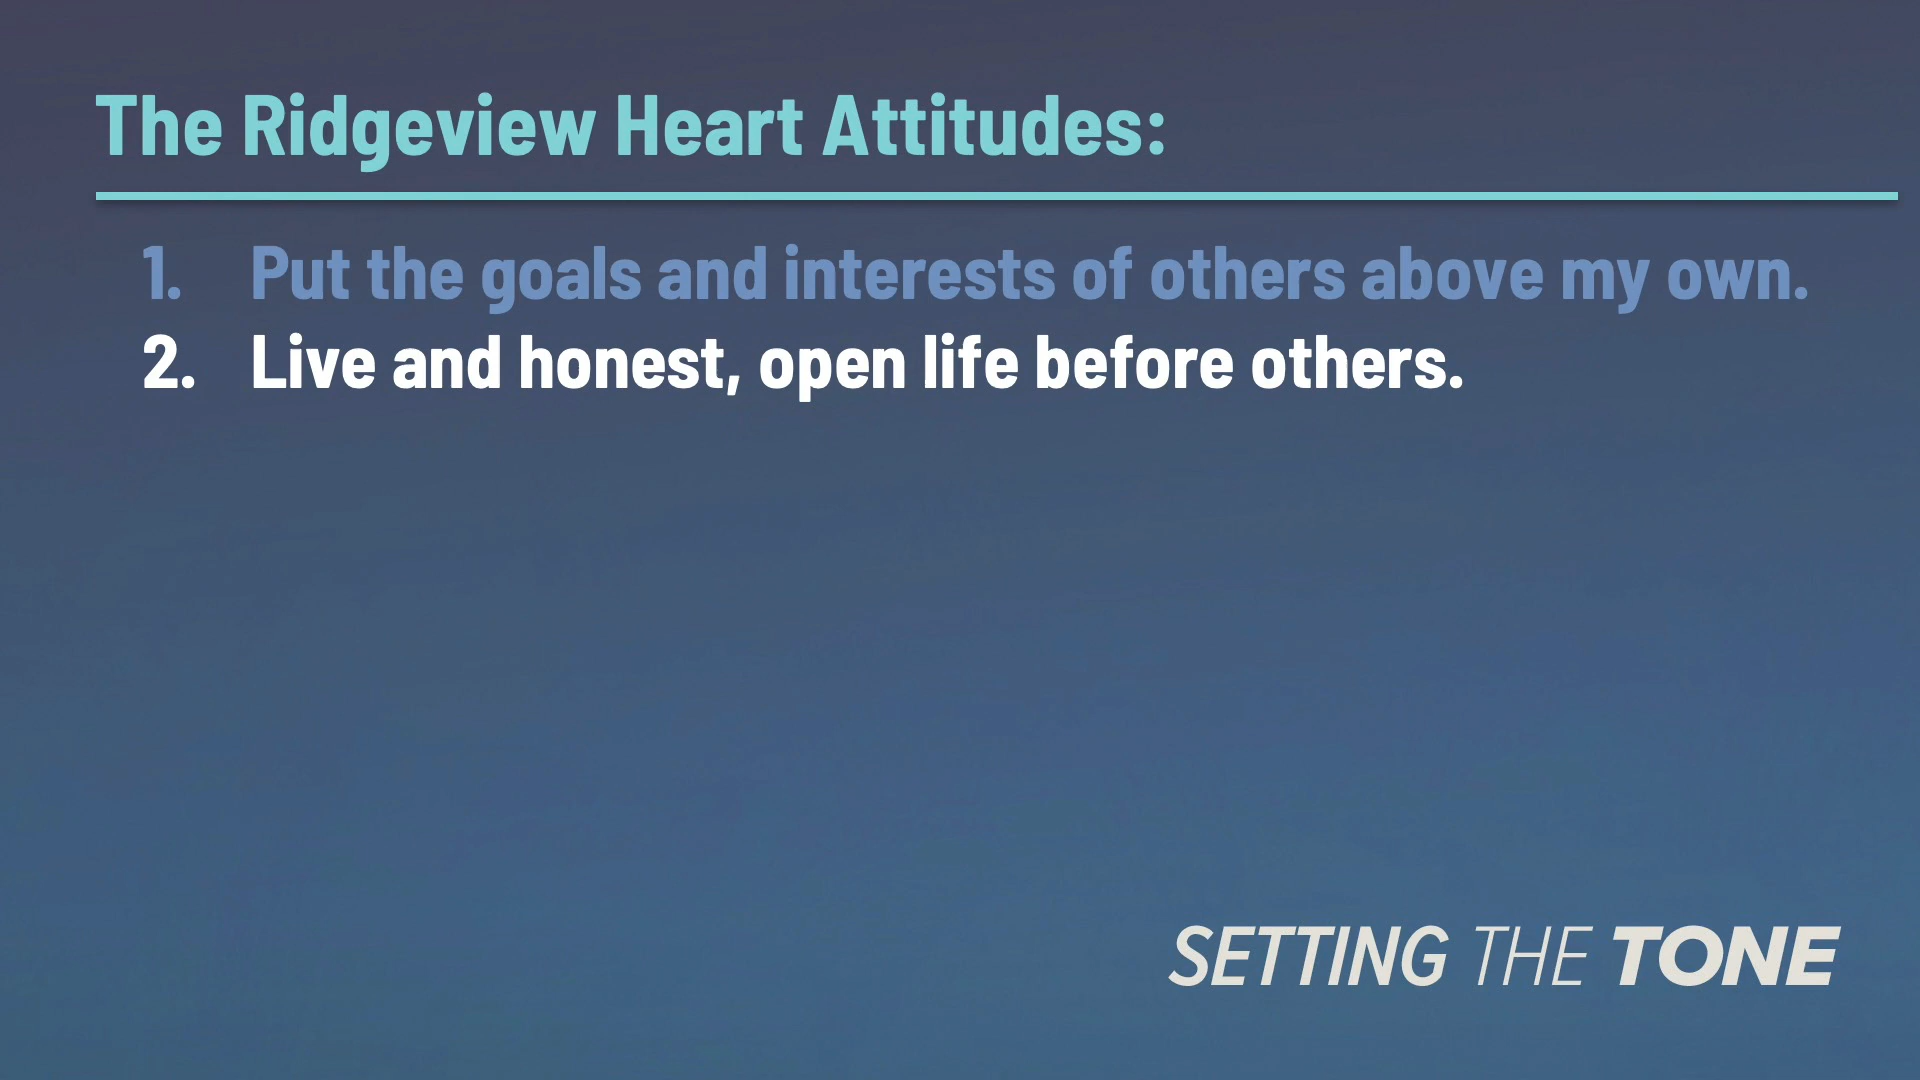 The Ridgeview Heart Attitudes:
1. Put the goals and interests of others above my own.
2. Live and honest, open life before others.
SETTING THE TONE